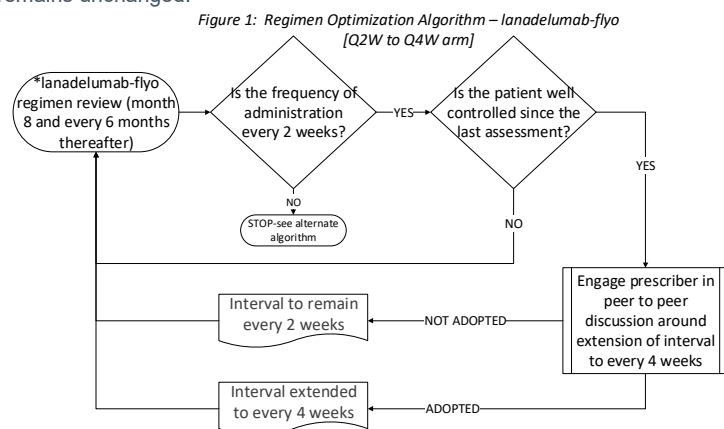 remains unchanged.
Figure 1: Regimen Optimization Algorithm – lanadelumab-flyo
[Q2W to Q4W arm]
*lanadelumab-flyo
regimen review (month
8 and every 6 months
thereafter)
Is the frequency of
administration
every 2 weeks?
YES
Is the patient well
controlled since the
last assessment?
YES
NO
STOP-see alternate
algorithm
NO
Engage prescriber in
peer to peer
discussion around
extension of interval
to every 4 weeks
Interval to remain
every 2 weeks
NOT ADOPTED
Interval extended
to every 4 weeks
ADOPTED